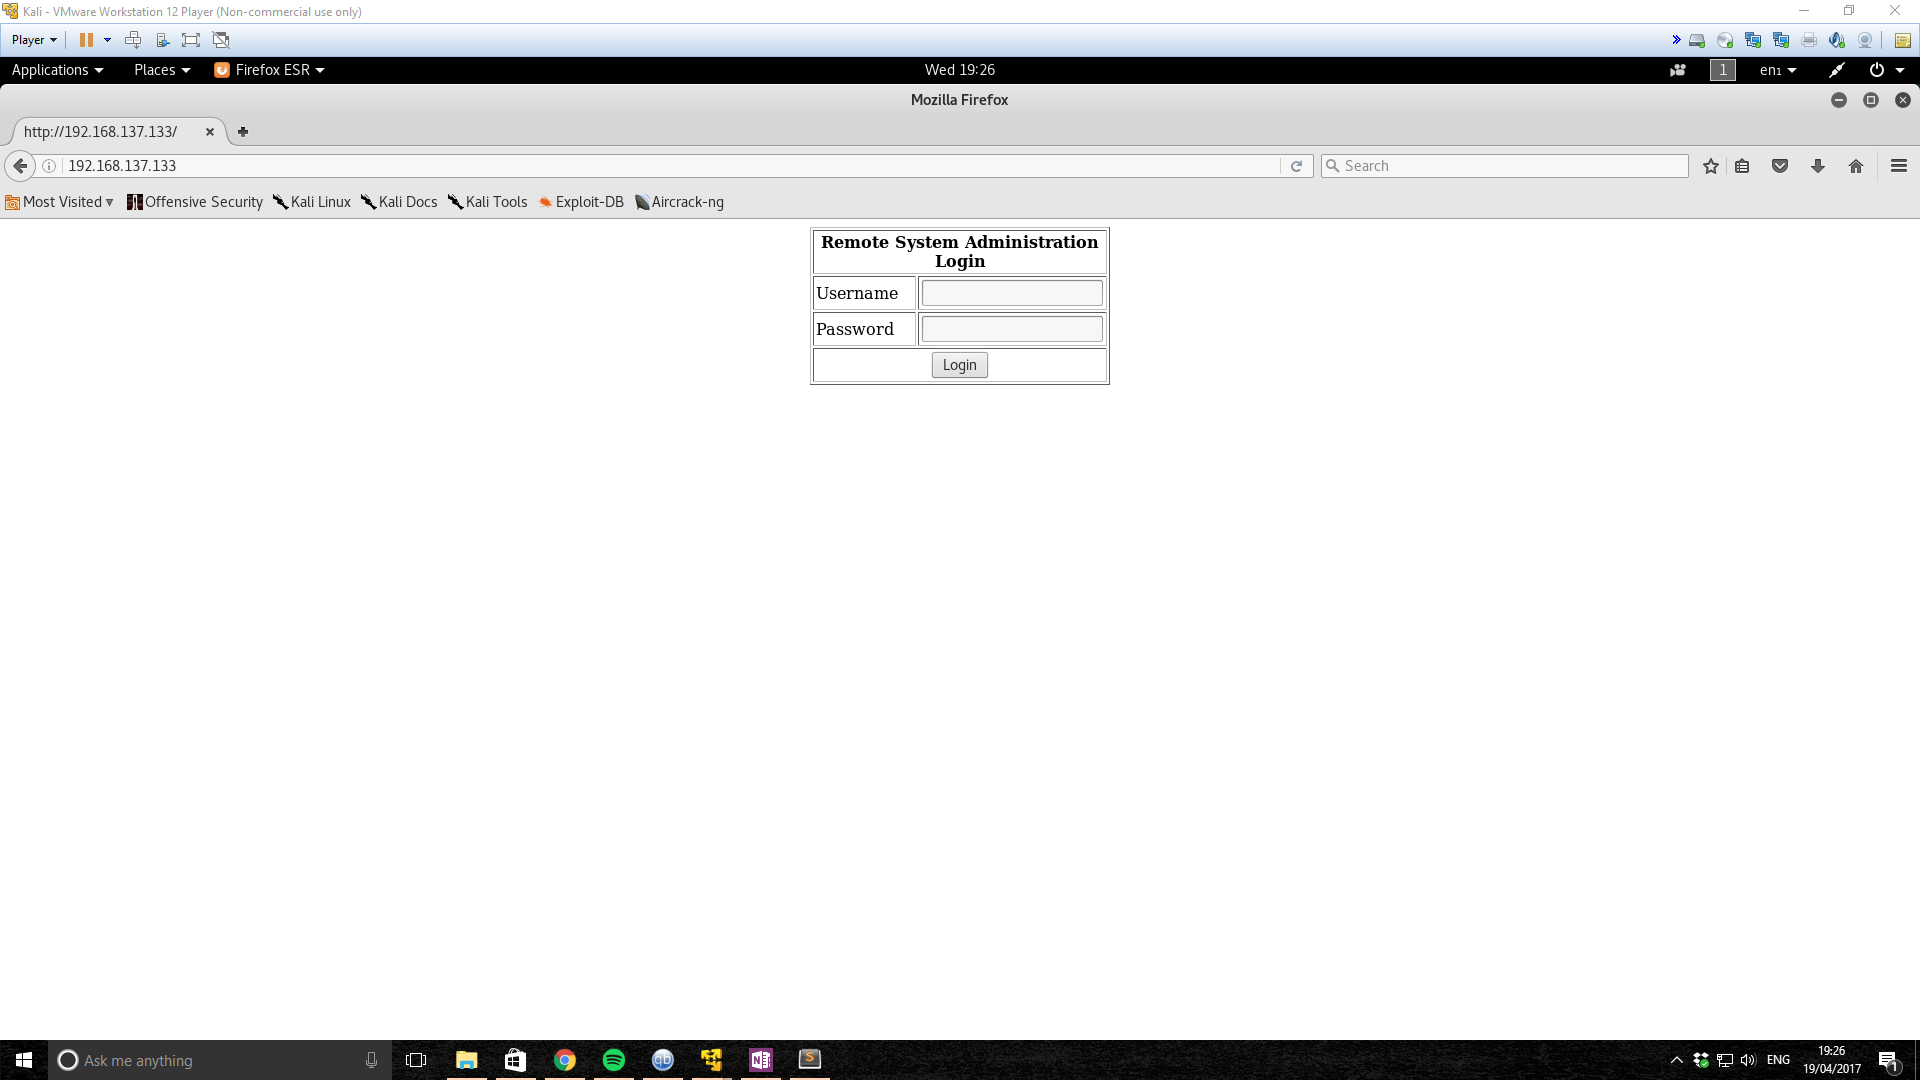 Kali - VMware Workstation 12 Player (Non-commercial use only)
Player
Applications Places Firefox ESR Wed 19:26 1 en1
Mozilla Firefox
http://192.168.137.133/
192.168.137.133 Search
Most Visited Offensive Security Kali Linux Kali Docs Kali Tools Exploit-DB Aircrack-ng
Remote System Administration
Login
Username
Password
Login
Ask me anything qb N S ENG 19:26 1
19/04/2017